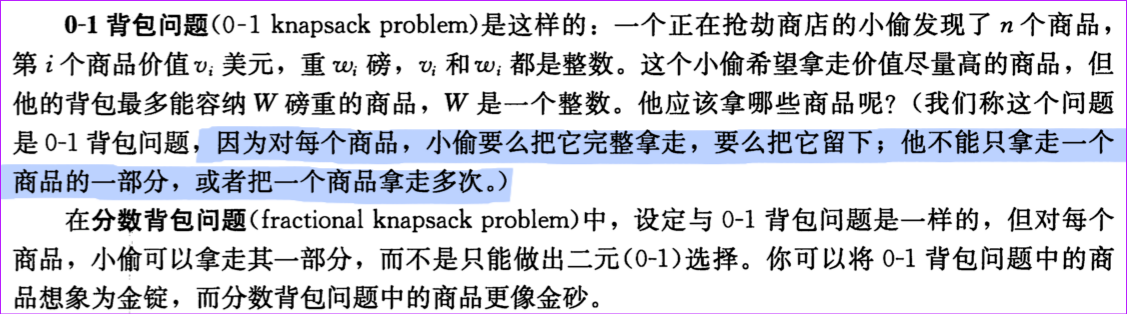 0-1 背包问题(0-1 knapsack problem)是这样的：一个正在抢劫商店的小偷发现了 n 个商品，
第 i 个商品价值 vi 美元，重 wi 磅，vi 和 wi 都是整数。这个小偷希望拿走价值尽量高的商品，但
他的背包最多能容纳 W 磅重的商品，W 是一个整数。他应该拿哪些商品呢？(我们称这个问题
是 0-1 背包问题，因为对每个商品，小偷要么把它完整拿走，要么把它留下；他不能只拿走一个
商品的一部分，或者把一个商品拿走多次。)
在分数背包问题(fractional knapsack problem)中，设定与 0-1 背包问题是一样的，但对每个
商品，小偷可以拿走其一部分，而不是只能做出二元(0-1)选择。你可以将 0-1 背包问题中的商
品想象为金锭，而分数背包问题中的商品更像金砂。